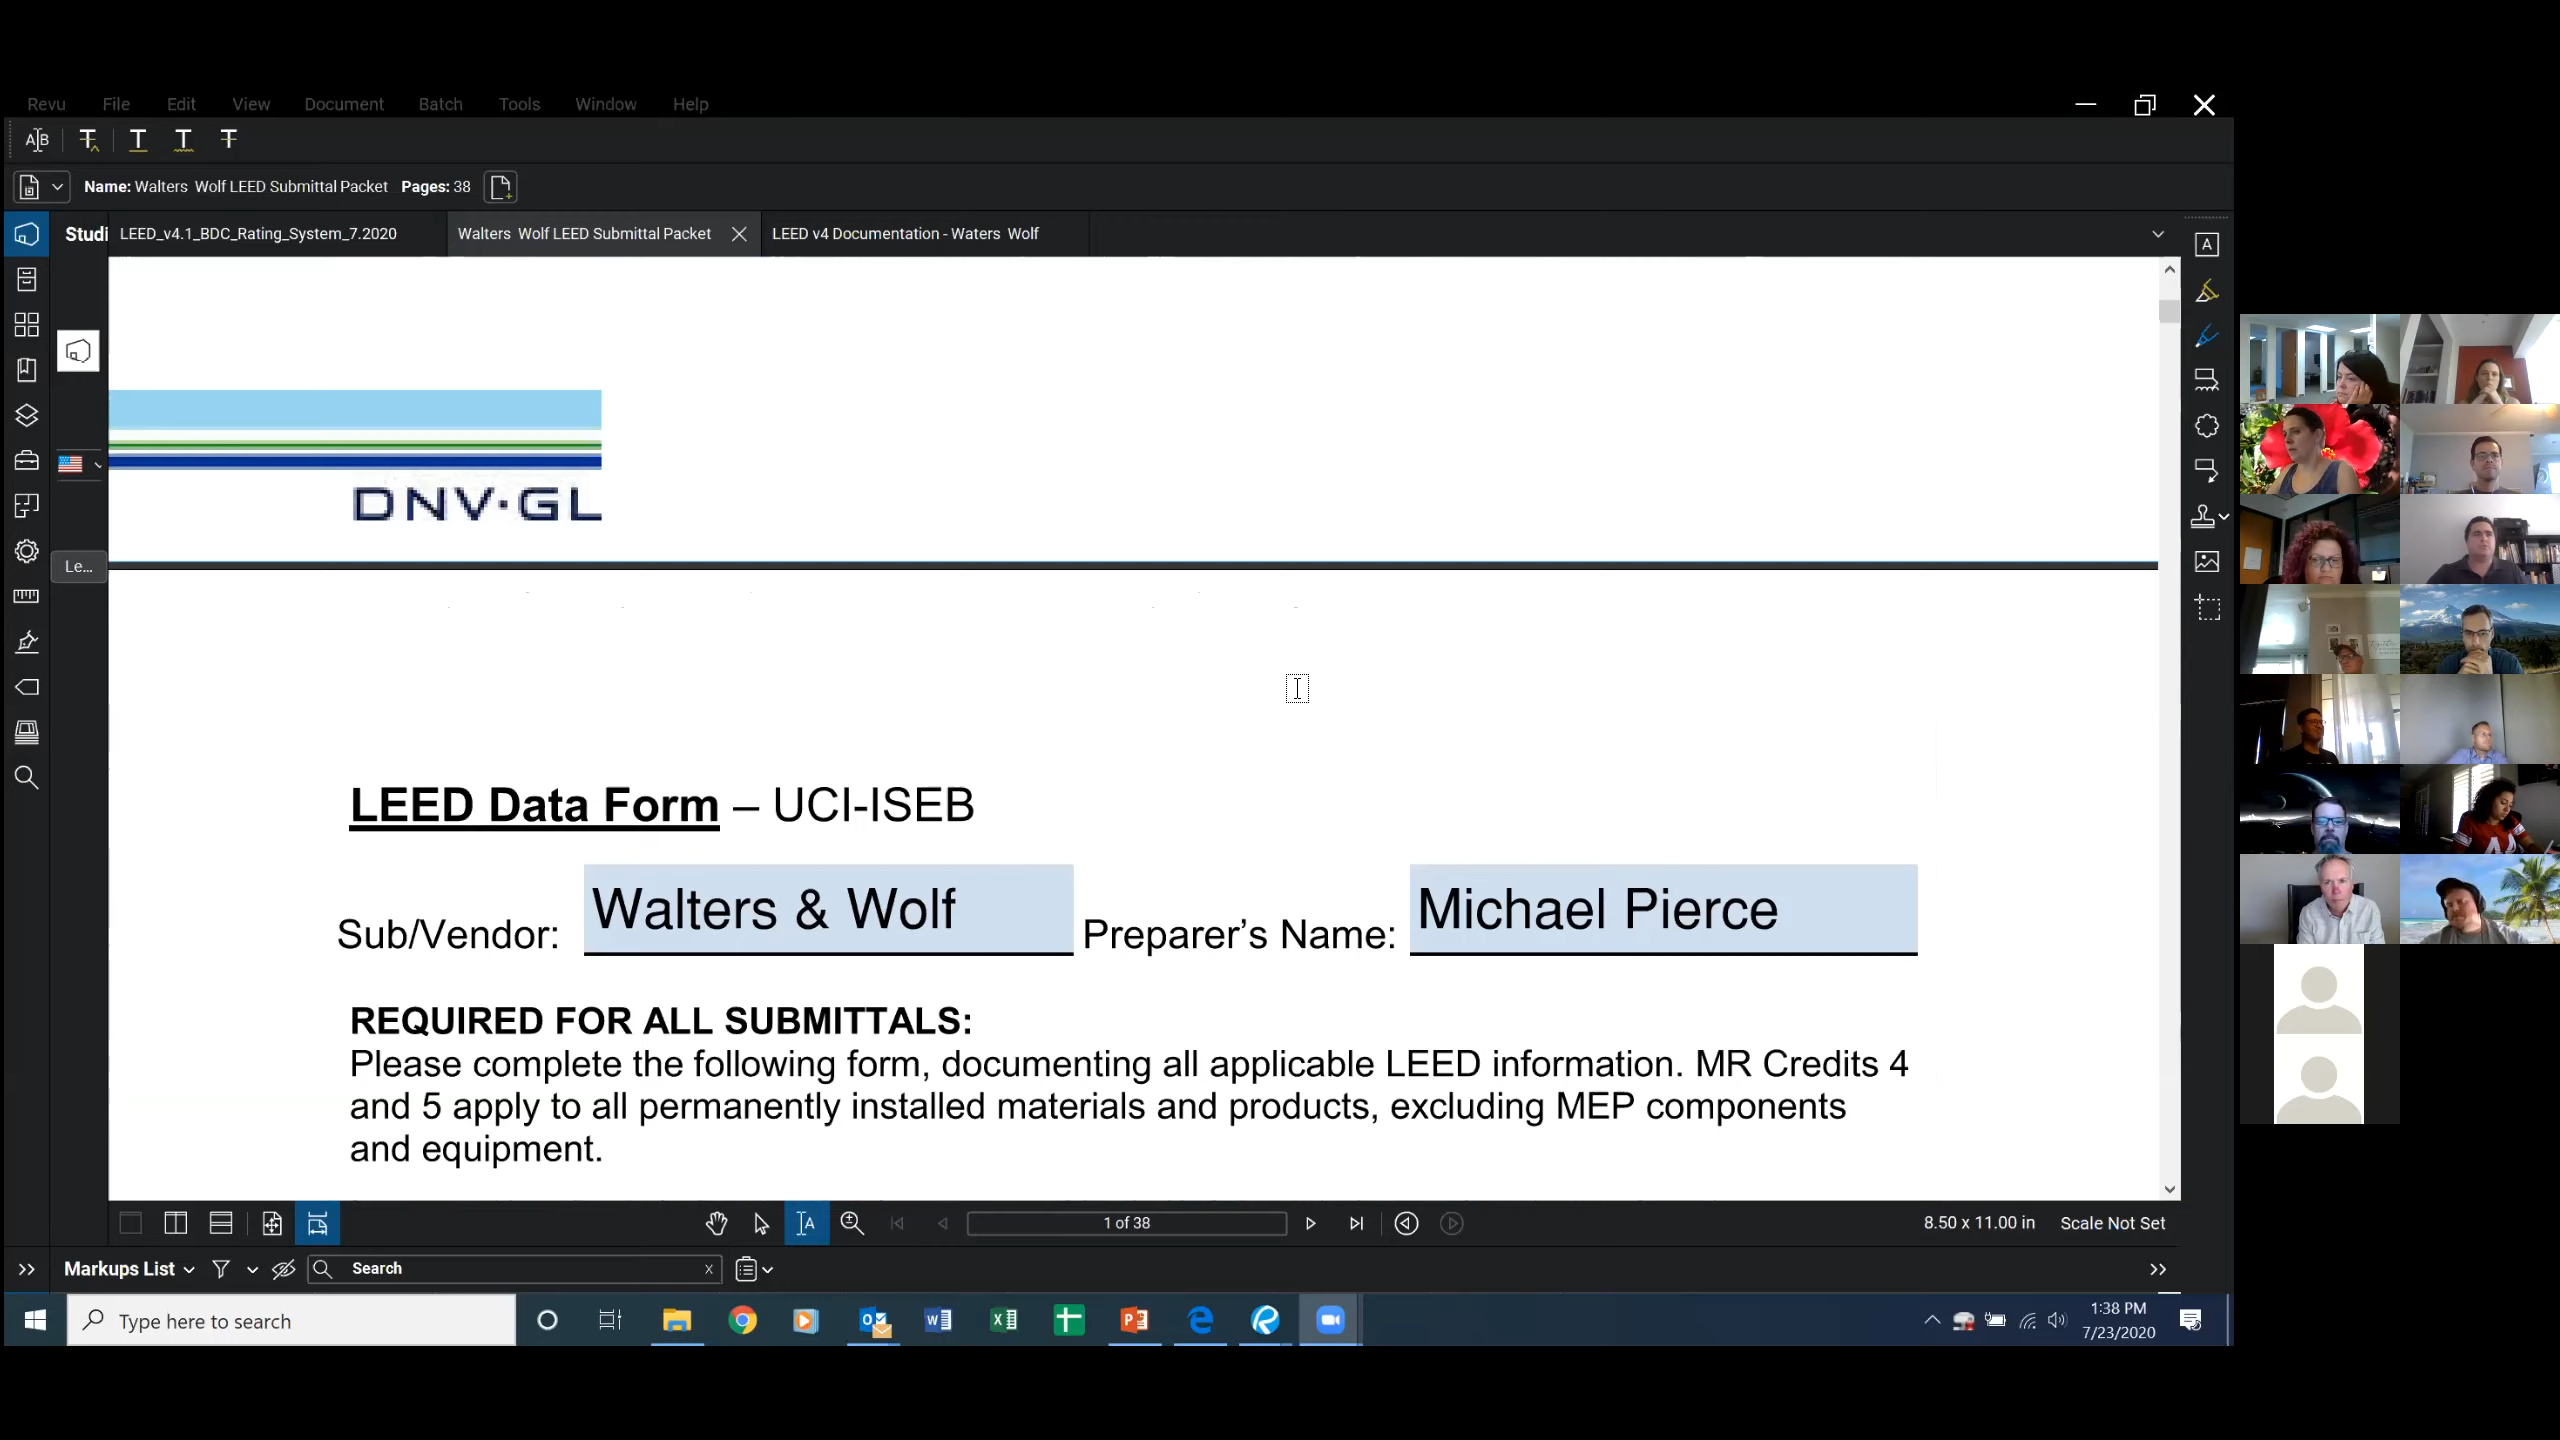 Revu File Edit View Document Batch Tools Window Help
Name: Walters Wolf LEED Submittal Packet Pages: 38
Studi LEED_v4.1_BDC_Rating_System_7.2020 Walters Wolf LEED Submittal Packet LEED v4 Documentation - Waters Wolf
DNV·GL
Le...
LEED Data Form – UCI-ISEB
Sub/Vendor: Walters & Wolf Preparer's Name: Michael Pierce
REQUIRED FOR ALL SUBMITTALS:
Please complete the following form, documenting all applicable LEED information. MR Credits 4
and 5 apply to all permanently installed materials and products, excluding MEP components
and equipment.
1 of 38 8.50 x 11.00 in Scale Not Set
Markups List Search
Type here to search
1:38 PM
7/23/2020